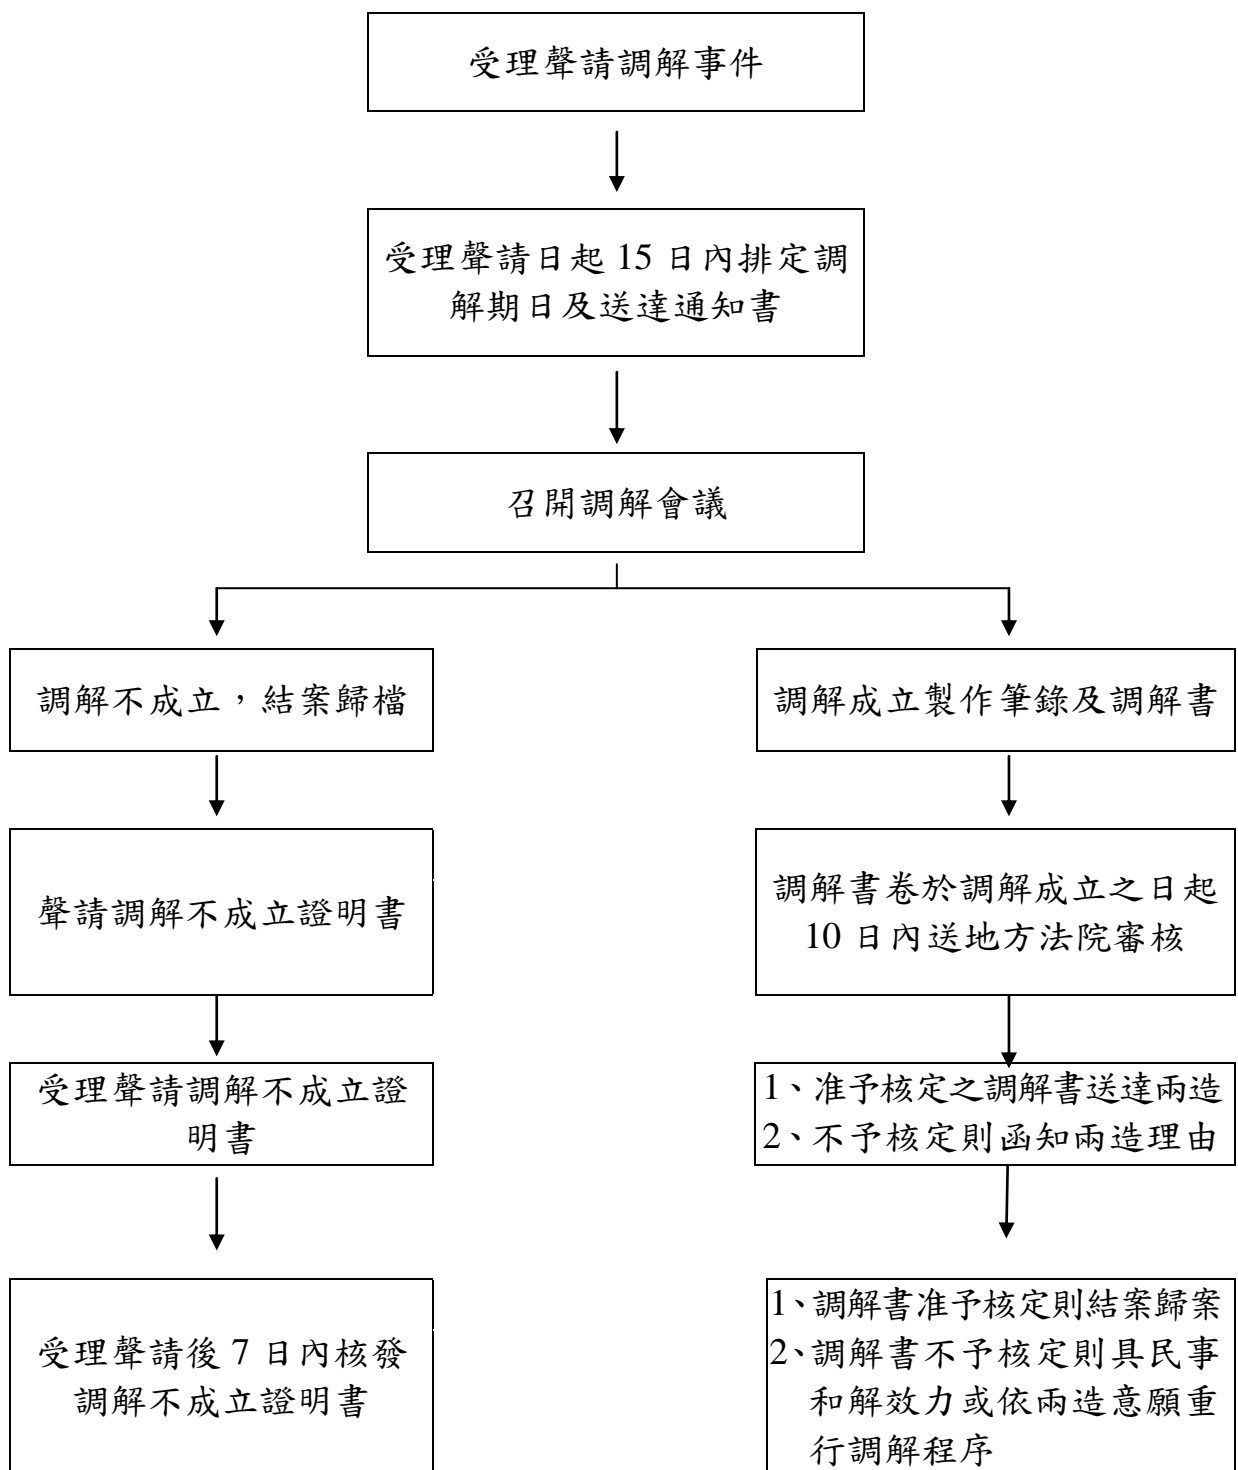 受理聲請調解事件
受理聲請日起 15 日內排定調
解期日及送達通知書
召開調解會議
調解不成立，結案歸檔
聲請調解不成立證明書
受理聲請調解不成立證
明書
受理聲請後 7 日內核發
調解不成立證明書
調解成立製作筆錄及調解書
調解書卷於調解成立之日起
10 日內送地方法院審核
1、准予核定之調解書送達兩造
2、不予核定則函知兩造理由
1、調解書准予核定則結案歸案
2、調解書不予核定則具民事
和解效力或依兩造意願重
行調解程序